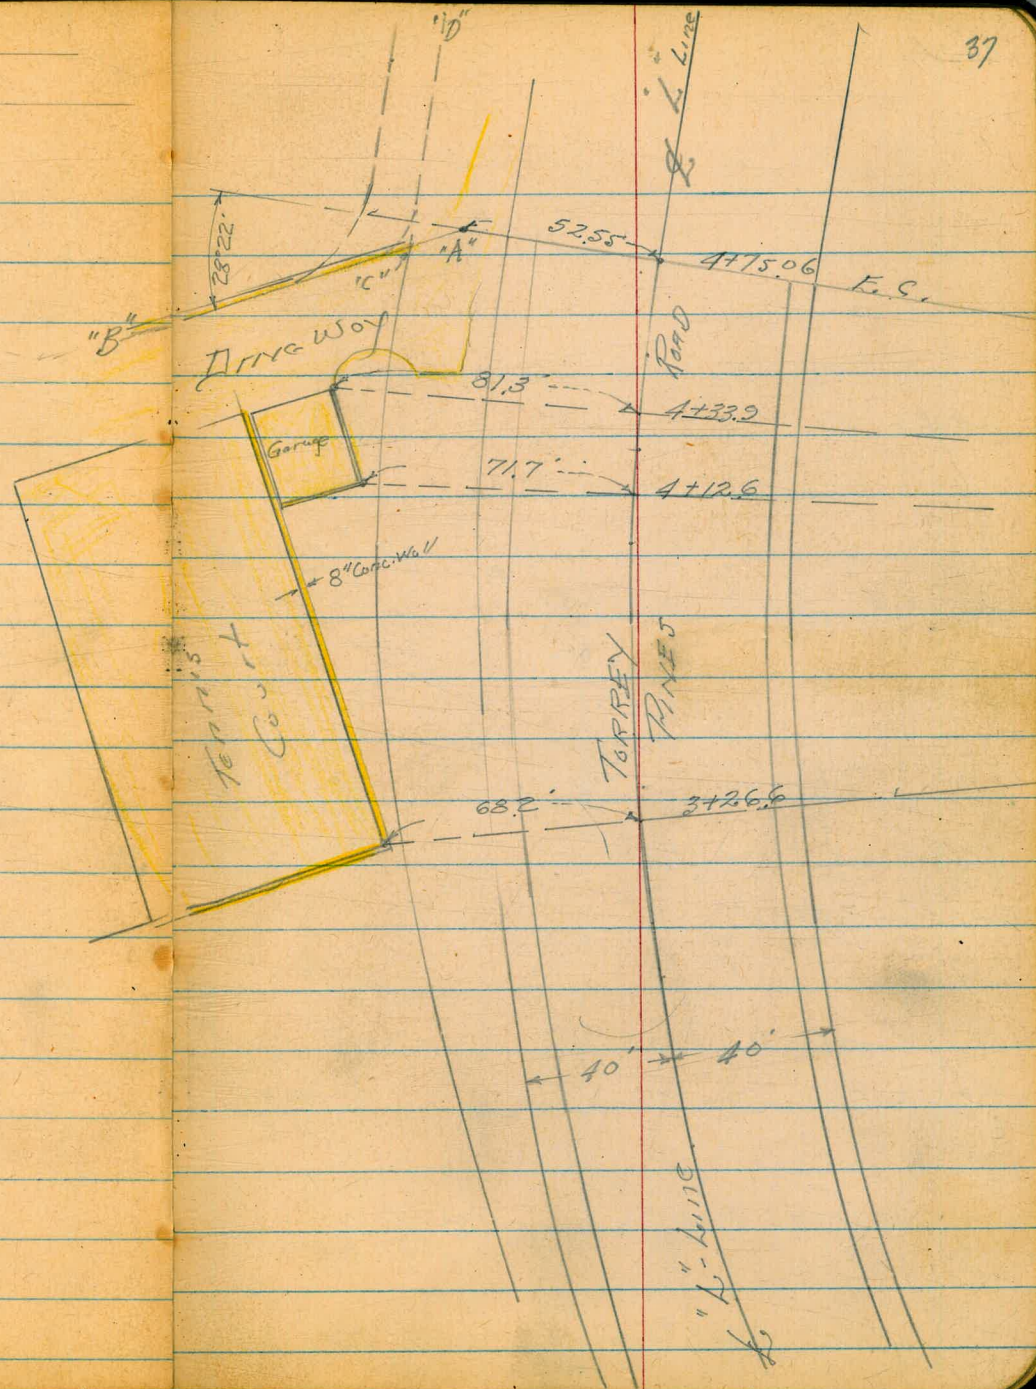 37
"D"
℄ "L" Line
52.55
4+75.06
E.C.
"A"
28°22'
"C"
"B"
Driveway
ROAD
81.3'
4+33.9
Garage
71.7'
4+12.6
8" Conc. Wall
Tennis
Court
TORREY
PINES
68.2'
3+26.6
40'
40'
℄ "L" - Line